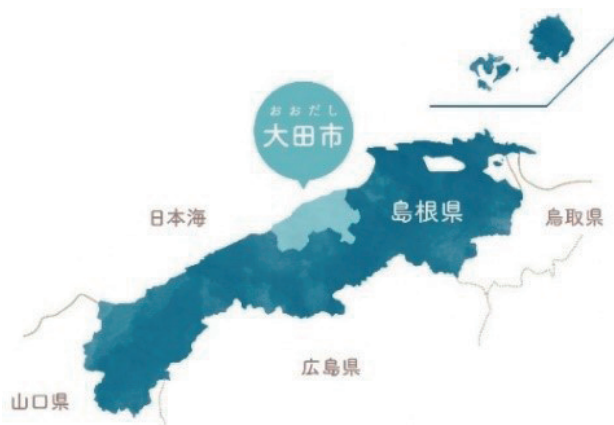 おおだし
大田市
日本海
島根県
鳥取県
広島県
山口県